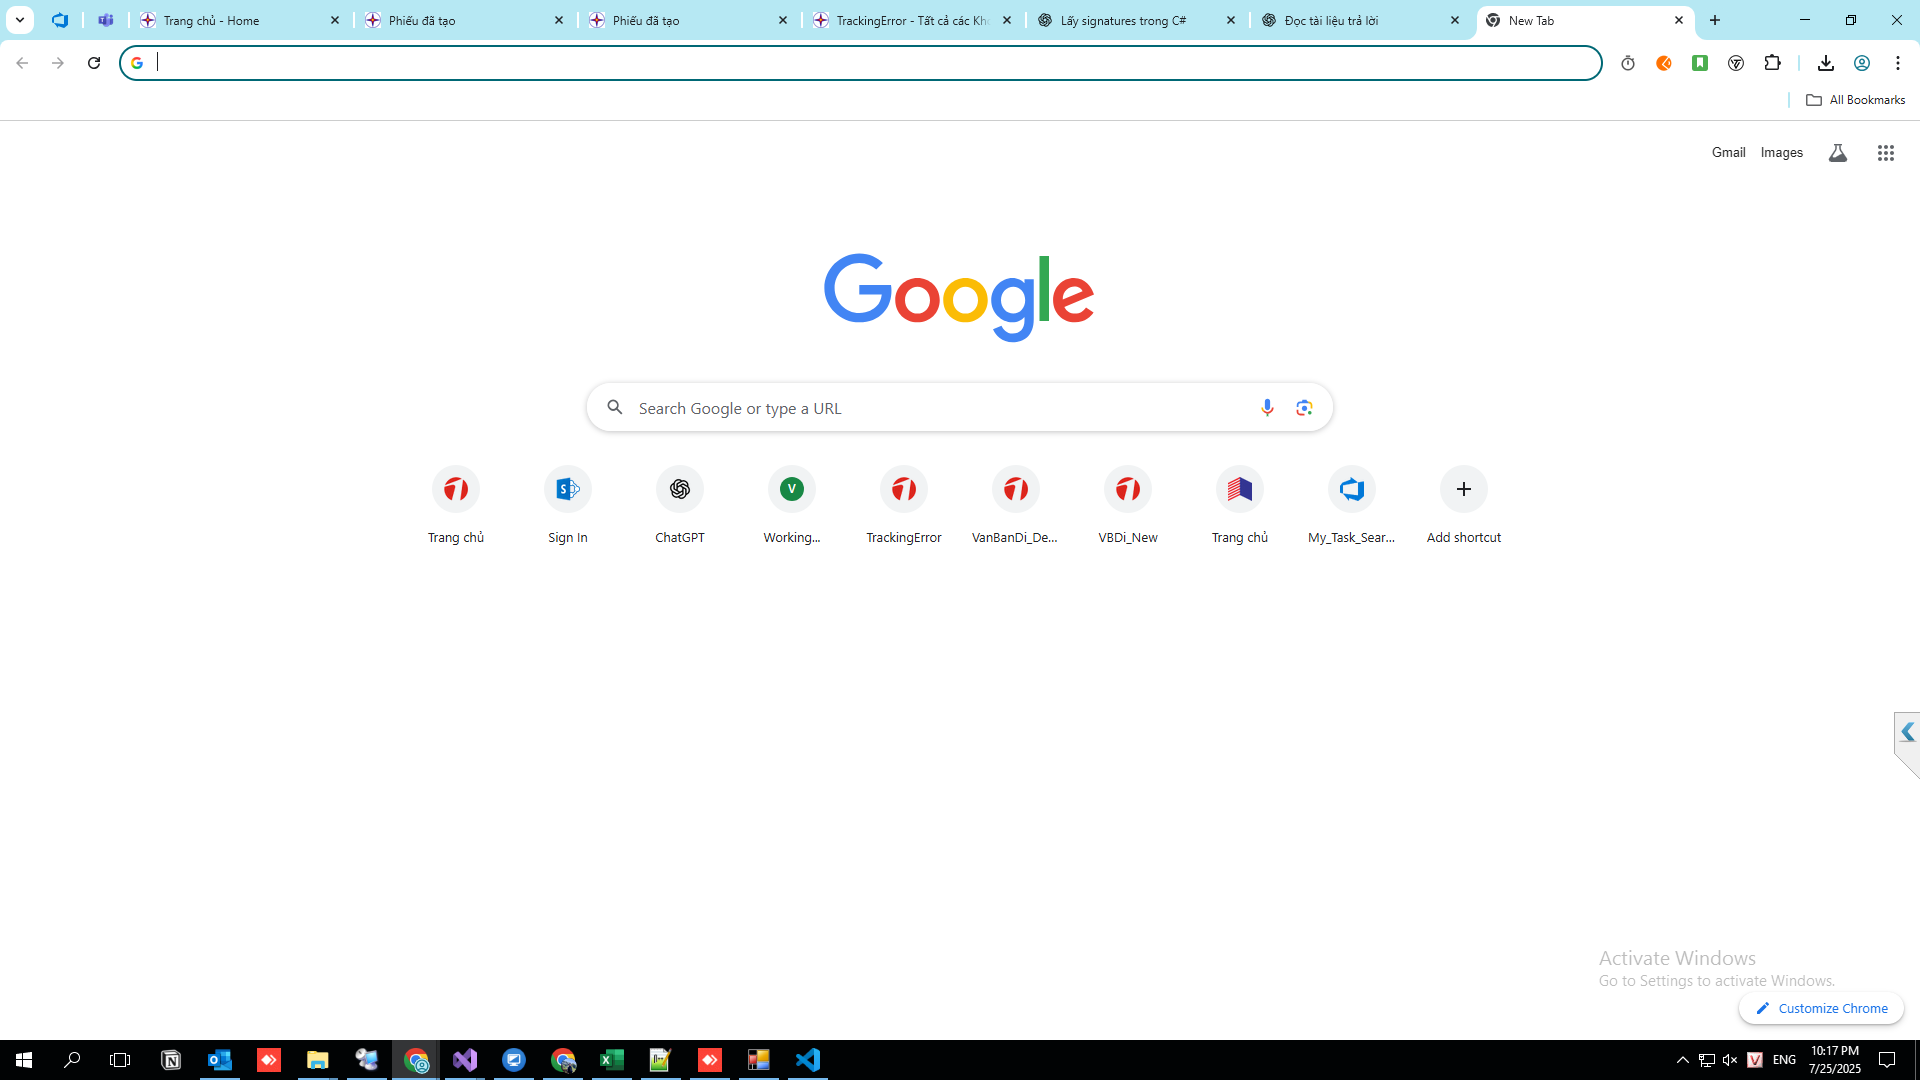 Trang chủ - Home
Phiếu đã tạo
Phiếu đã tạo
TrackingError - Tất cả các Kh
Lấy signatures trong C#
Đọc tài liệu trả lời
New Tab
All Bookmarks
Gmail
Images
Google
Search Google or type a URL
Trang chủ
Sign In
ChatGPT
V
Working...
TrackingError
VanBanDi_De...
VBDi_New
Trang chủ
My_Task_Sear...
Add shortcut
Activate Windows
Go to Settings to activate Windows.
Customize Chrome
ENG
10:17 PM
7/25/2025